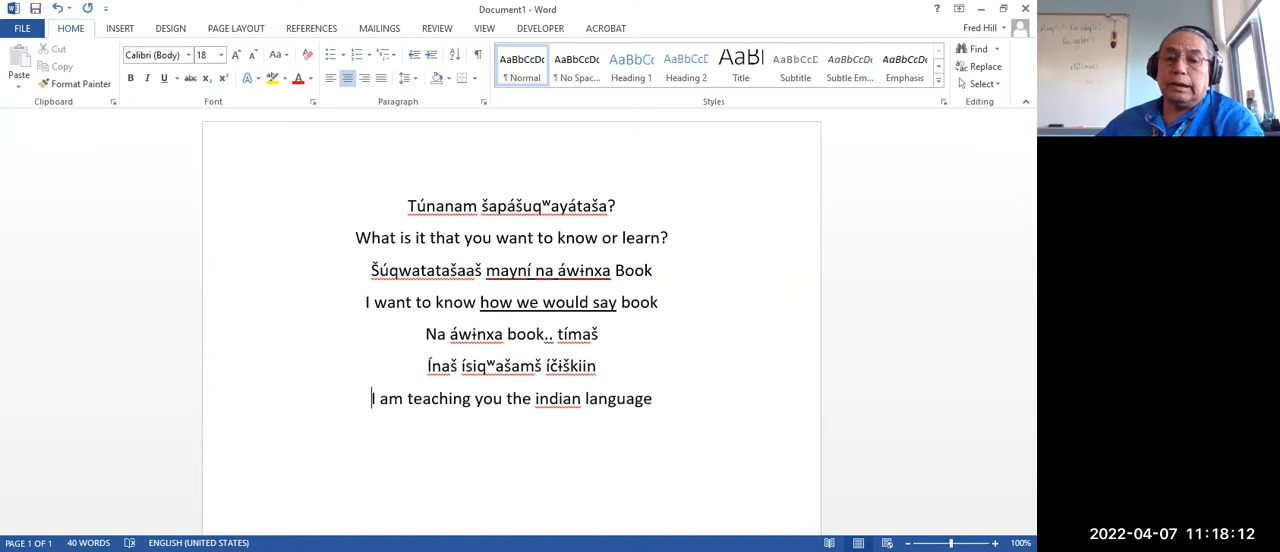 Document1 - Word
FILE HOME INSERT DESIGN PAGE LAYOUT REFERENCES MAILINGS REVIEW VIEW DEVELOPER ACROBAT Fred Hill
Paste Cut Copy Format Painter
Calibri (Body) 18
AaBbCcDc AaBbCcDc AaBbCc AaBbCc AaBl AaBbCcD AaBbCcDc AaBbCcDc
¶ Normal ¶ No Spac... Heading 1 Heading 2 Title Subtitle Subtle Em... Emphasis
Find Replace Select
Clipboard Font Paragraph Styles Editing
Túnanam šapášuqʷayátaša?
What is it that you want to know or learn?
Šúqwatatašaaš mayní na áwɨnxa Book
I want to know how we would say book
Na áwɨnxa book.. tímaš
Ínaš ísiqʷašamš íčɨškiin
I am teaching you the indian language
PAGE 1 OF 1 40 WORDS ENGLISH (UNITED STATES) 100%
2022-04-07 11:18:12